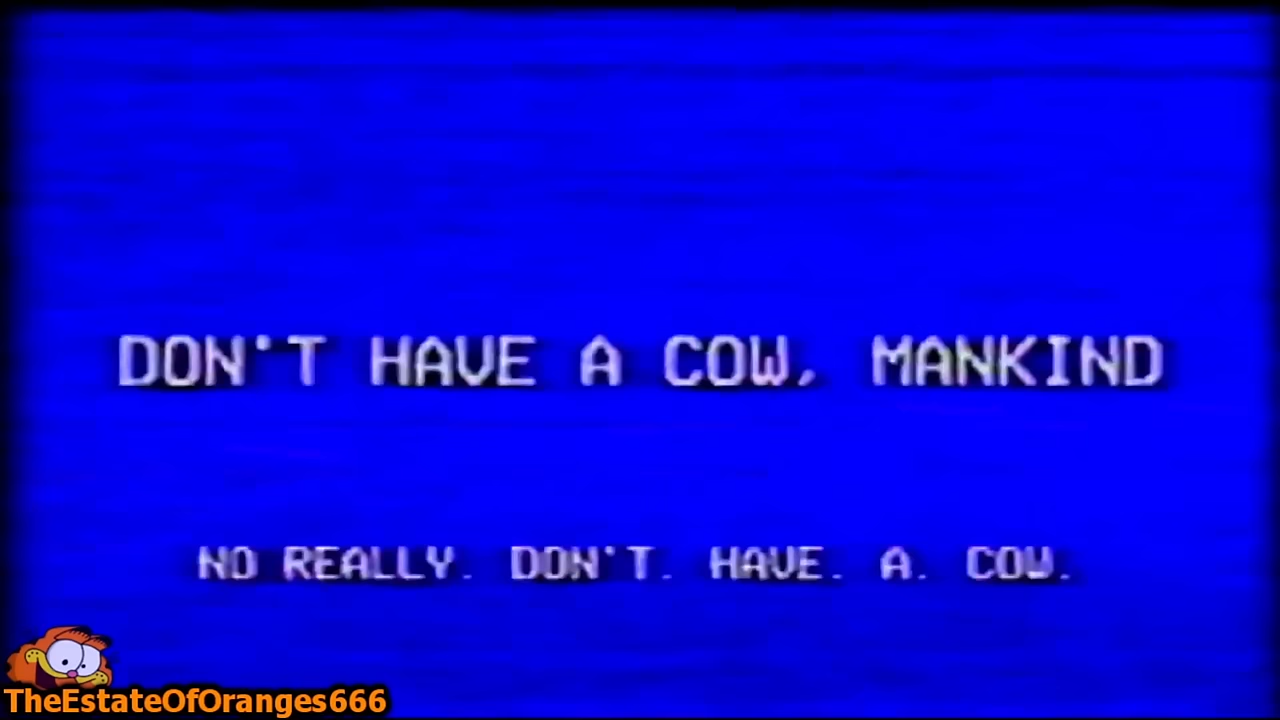 DON'T HAVE A COW, MANKIND
NO REALLY. DON'T. HAVE. A. COW.
TheEstateOfOranges666